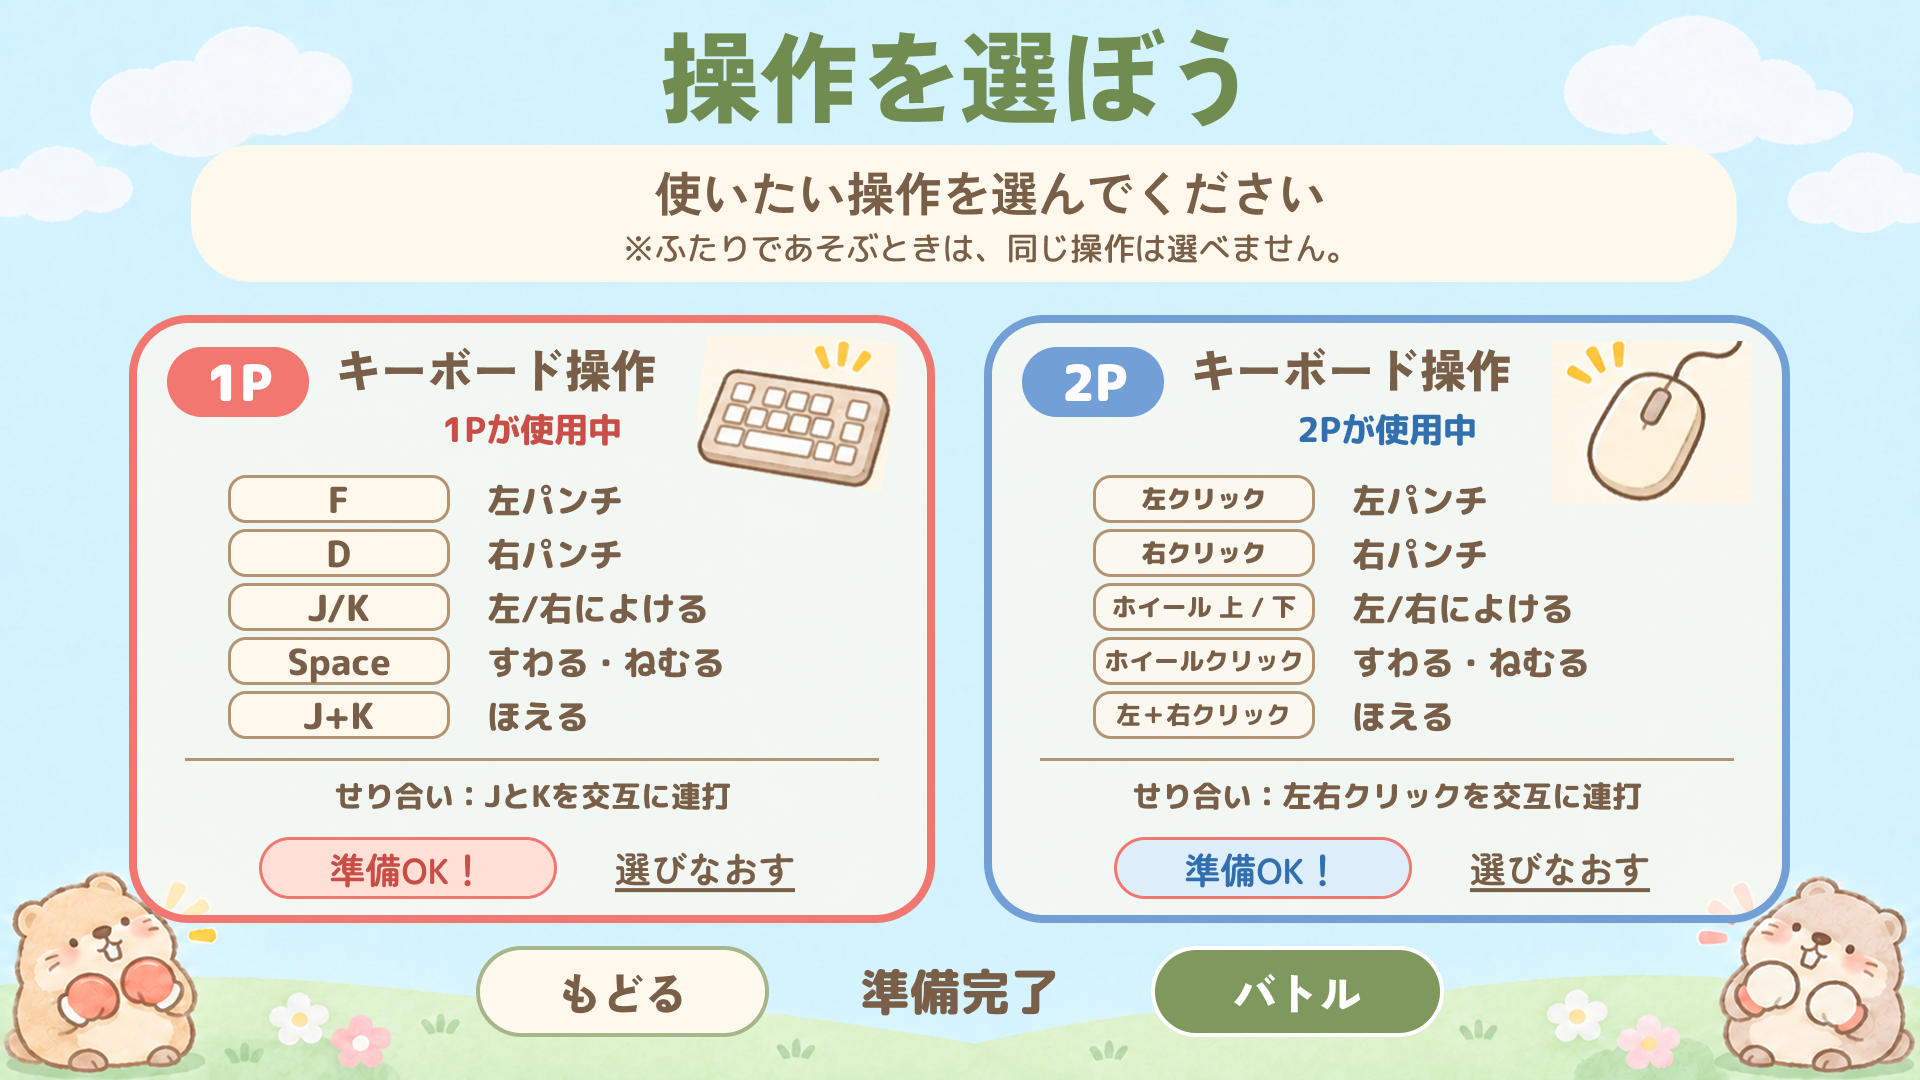 操作を選ぼう
使いたい操作を選んでください
※ふたりであそぶときは、同じ操作は選べません。
1P キーボード操作
1Pが使用中
F 左パンチ
D 右パンチ
J/K 左/右によける
Space すわる・ねむる
J+K ほえる
せり合い：JとKを交互に連打
準備OK！ 選びなおす
2P キーボード操作
2Pが使用中
左クリック 左パンチ
右クリック 右パンチ
ホイール 上 / 下 左/右によける
ホイールクリック すわる・ねむる
左＋右クリック ほえる
せり合い：左右クリックを交互に連打
準備OK！ 選びなおす
もどる 準備完了 バトル